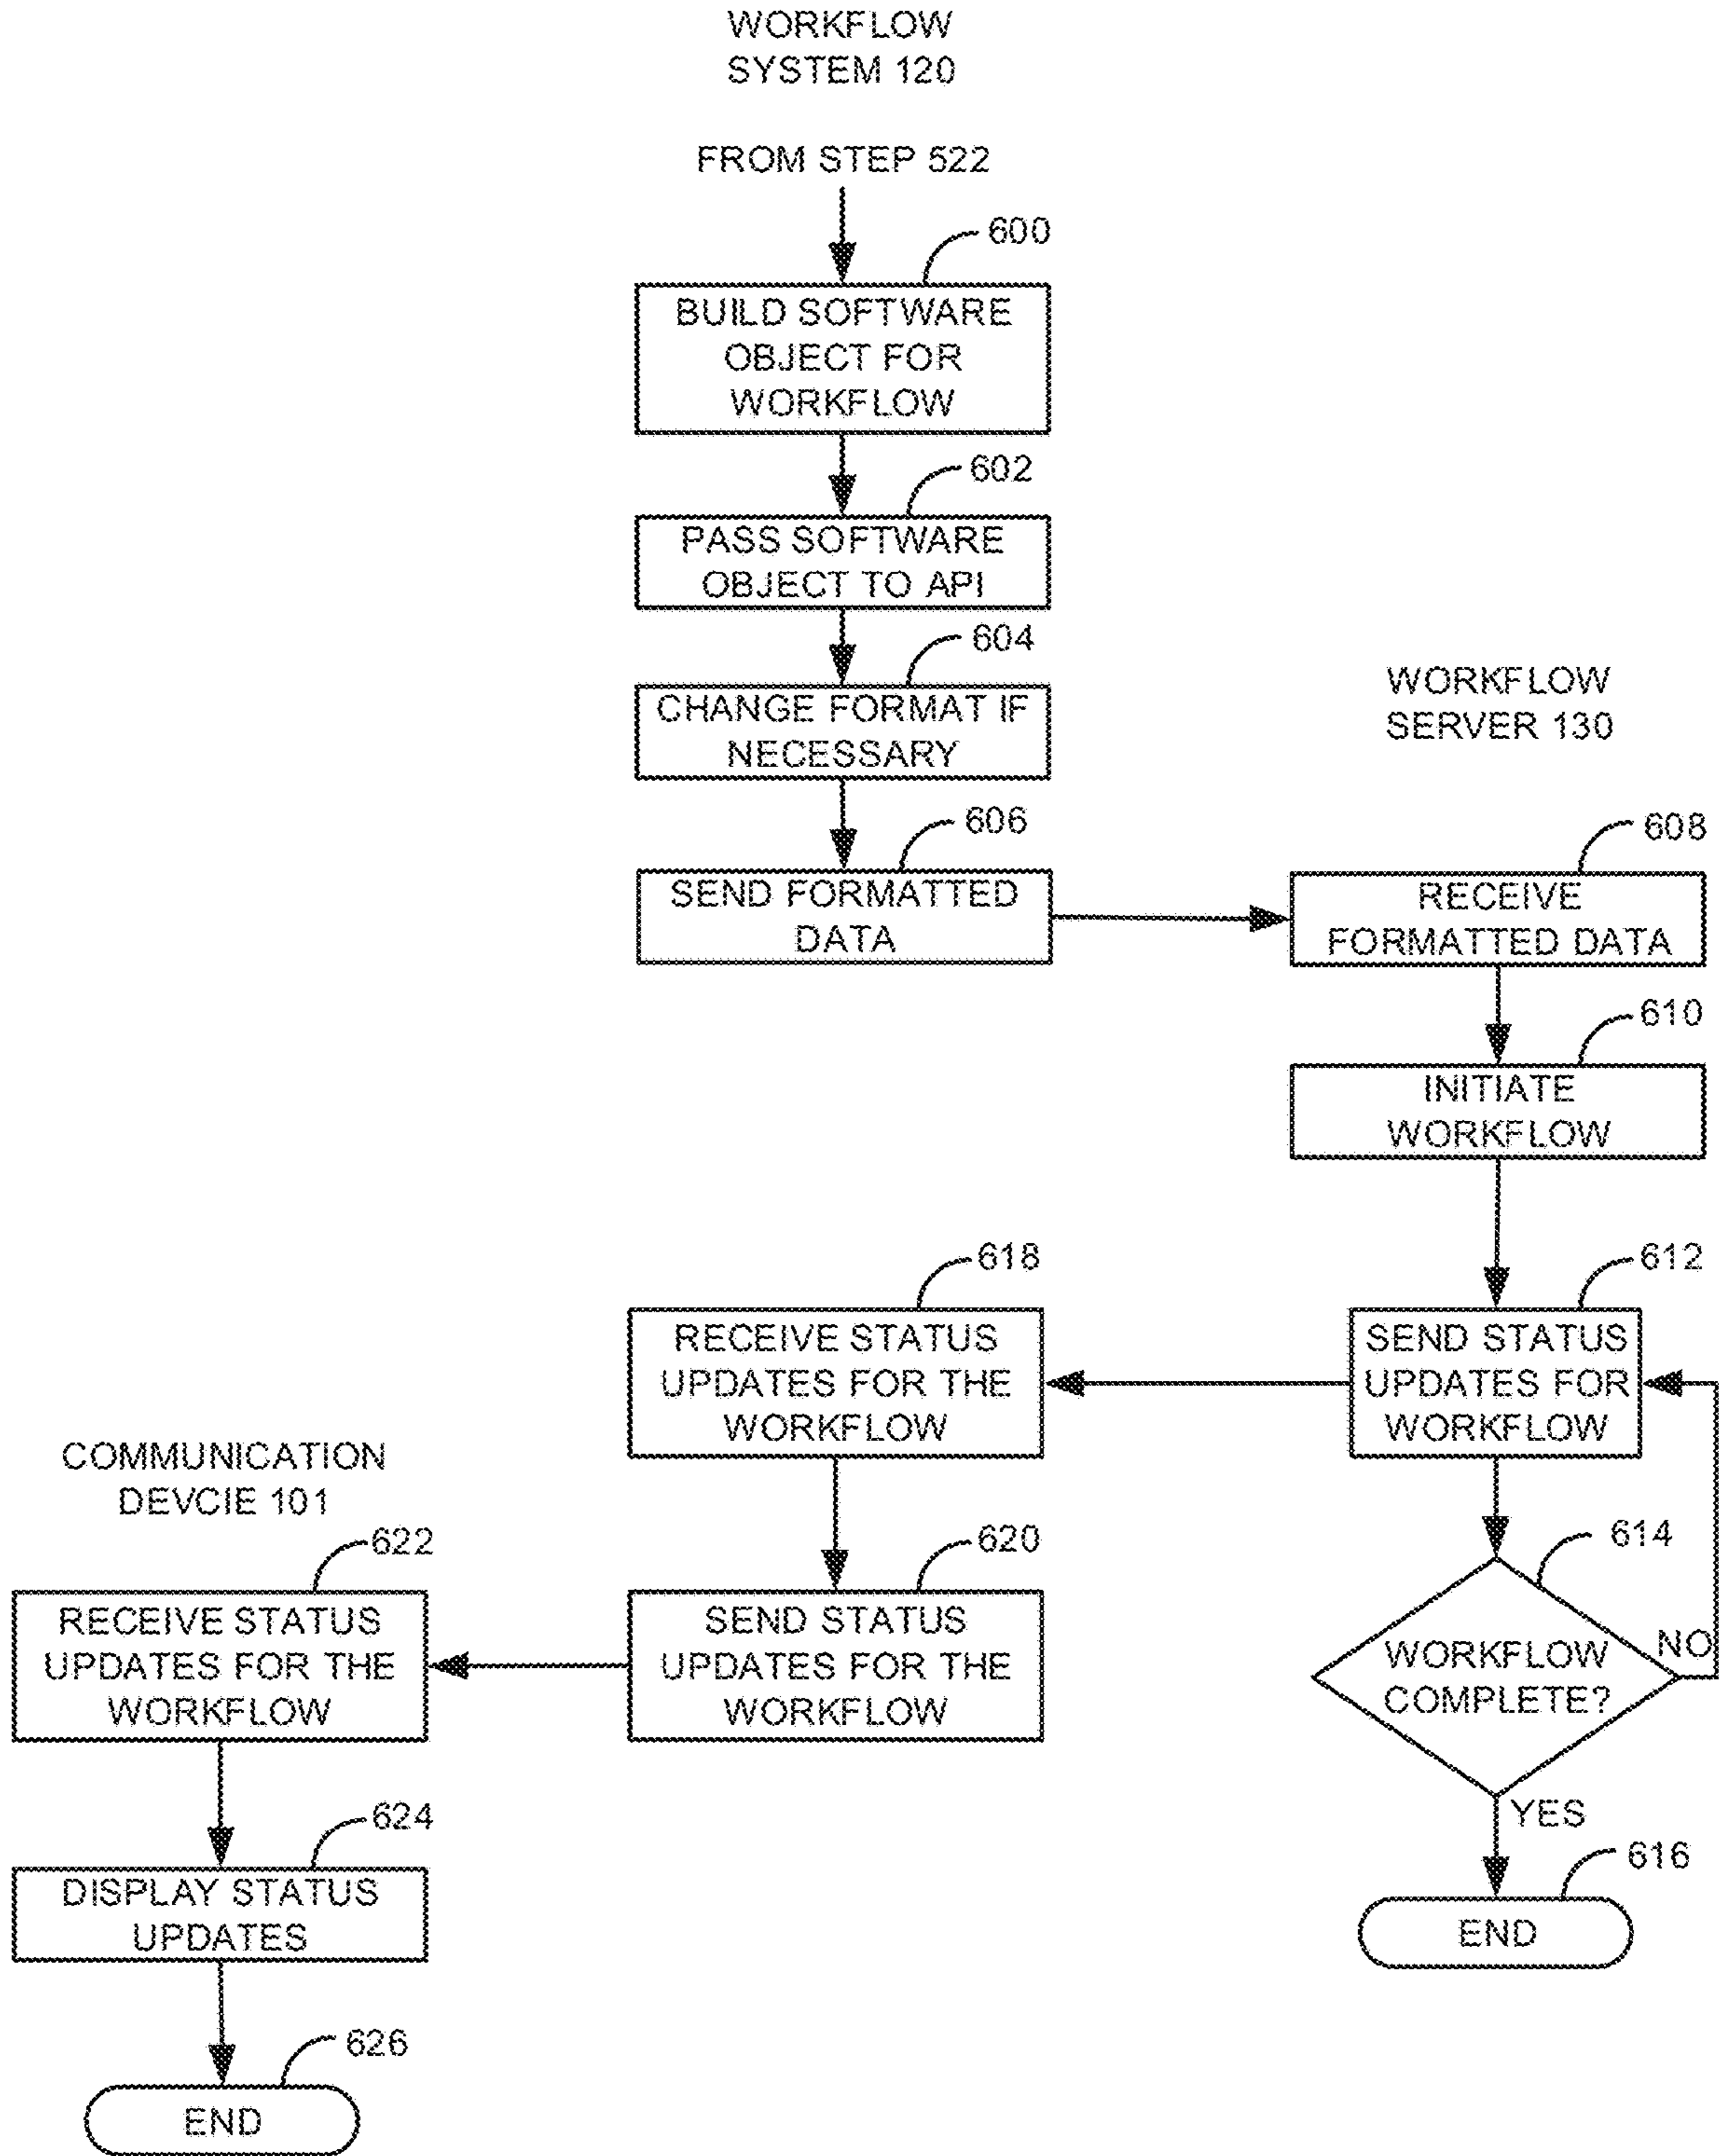 WORKFLOW
SYSTEM 120
FROM STEP 522
600
BUILD SOFTWARE
OBJECT FOR
WORKFLOW
602
PASS SOFTWARE
OBJECT TO API
604
CHANGE FORMAT IF
NECESSARY
606
SEND FORMATTED
DATA
WORKFLOW
SERVER 130
608
RECEIVE
FORMATTED DATA
610
INITIATE
WORKFLOW
612
SEND STATUS
UPDATES FOR
WORKFLOW
614
WORKFLOW
COMPLETE?
NO
YES
616
END
618
RECEIVE STATUS
UPDATES FOR THE
WORKFLOW
620
SEND STATUS
UPDATES FOR THE
WORKFLOW
COMMUNICATION
DEVCIE 101
622
RECEIVE STATUS
UPDATES FOR THE
WORKFLOW
624
DISPLAY STATUS
UPDATES
626
END